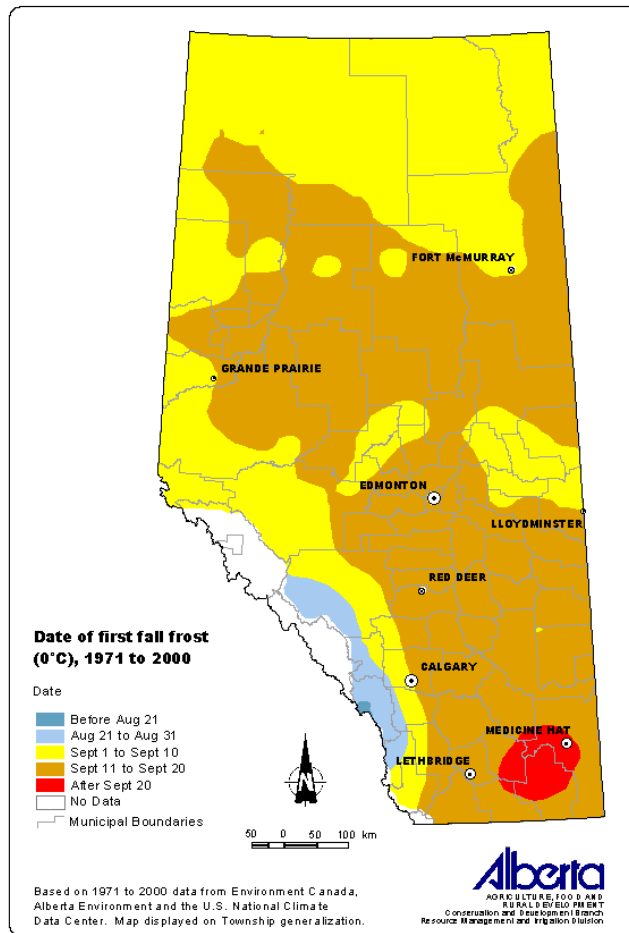 FORT McMURRAY
GRANDE PRAIRIE
EDMONTON
LLOYDMINSTER
RED DEER
CALGARY
MEDICINE HAT
LETHBRIDGE
Date of first fall frost
(0°C), 1971 to 2000
Date
Before Aug 21
Aug 21 to Aug 31
Sept 1 to Sept 10
Sept 11 to Sept 20
After Sept 20
No Data
Municipal Boundaries
50 0 50 100 km
Based on 1971 to 2000 data from Environment Canada,
Alberta Environment and the U.S. National Climate
Data Center. Map displayed on Township generalization.
Alberta
AGRICULTURE, FOOD AND
RURAL DEVELOPMENT
Conservation and Development Branch
Resource Management and Irrigation Division